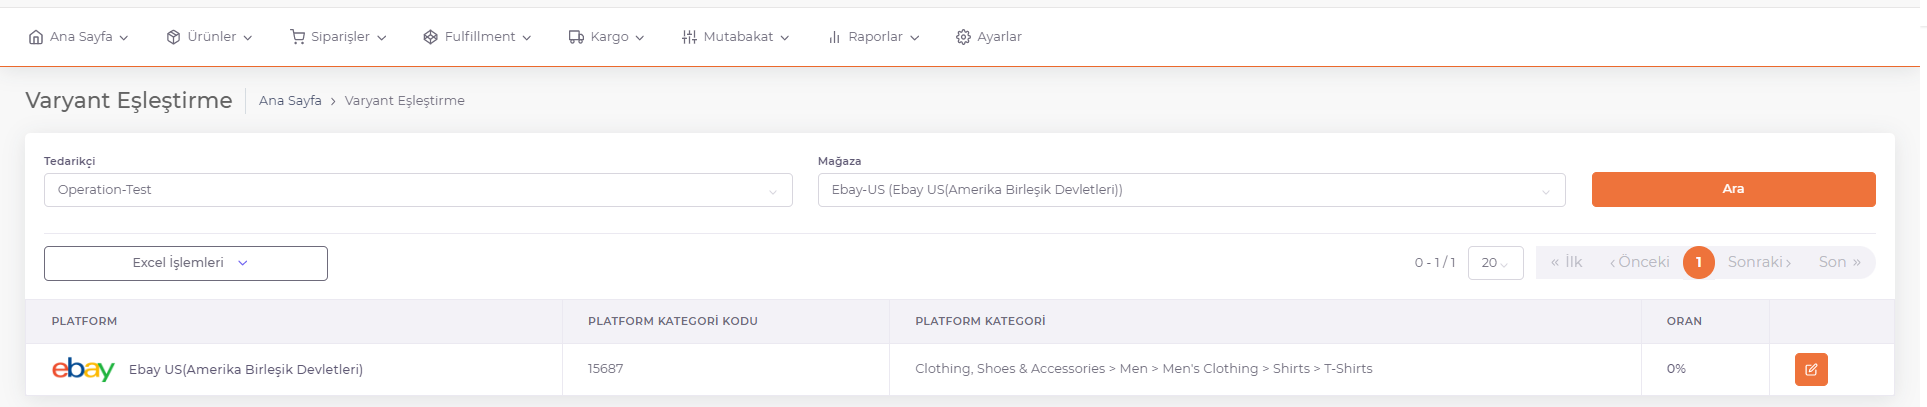 Ana Sayfa Ürünler Siparişler Fulfillment Kargo Mutabakat Raporlar Ayarlar
Varyant Eşleştirme Ana Sayfa > Varyant Eşleştirme
Tedarikçi Mağaza
Operation-Test Ebay-US (Ebay US(Amerika Birleşik Devletleri)) Ara
Excel İşlemleri 0 - 1 / 1 20 « İlk ‹ Önceki 1 Sonraki › Son »
PLATFORM PLATFORM KATEGORİ KODU PLATFORM KATEGORİ ORAN
ebay Ebay US(Amerika Birleşik Devletleri) 15687 Clothing, Shoes & Accessories > Men > Men's Clothing > Shirts > T-Shirts 0%